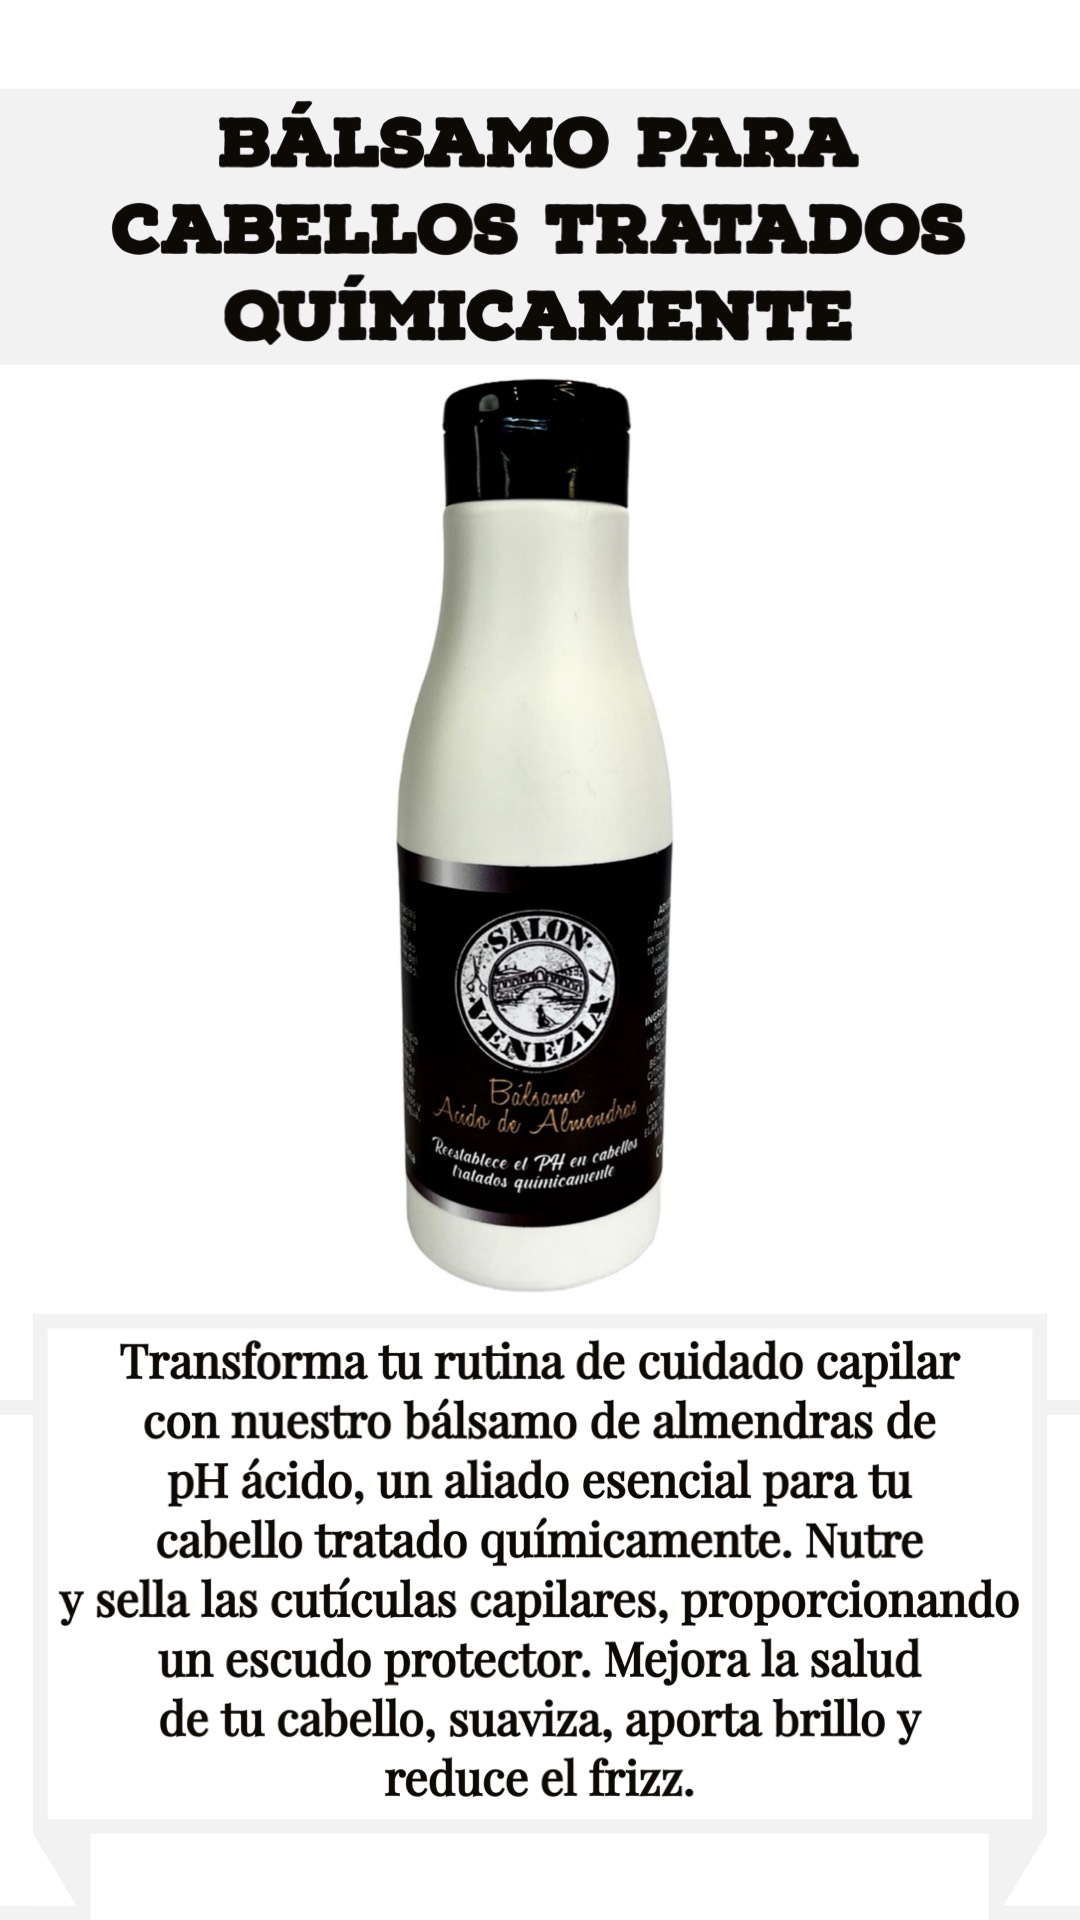 BÁLSAMO PARA
CABELLOS TRATADOS
QUÍMICAMENTE
SALON
VENEZIA
Bálsamo
Acido de Almendras
Reestablece el PH en cabellos
tratados químicamente
Transforma tu rutina de cuidado capilar
con nuestro bálsamo de almendras de
pH ácido, un aliado esencial para tu
cabello tratado químicamente. Nutre
y sella las cutículas capilares, proporcionando
un escudo protector. Mejora la salud
de tu cabello, suaviza, aporta brillo y
reduce el frizz.